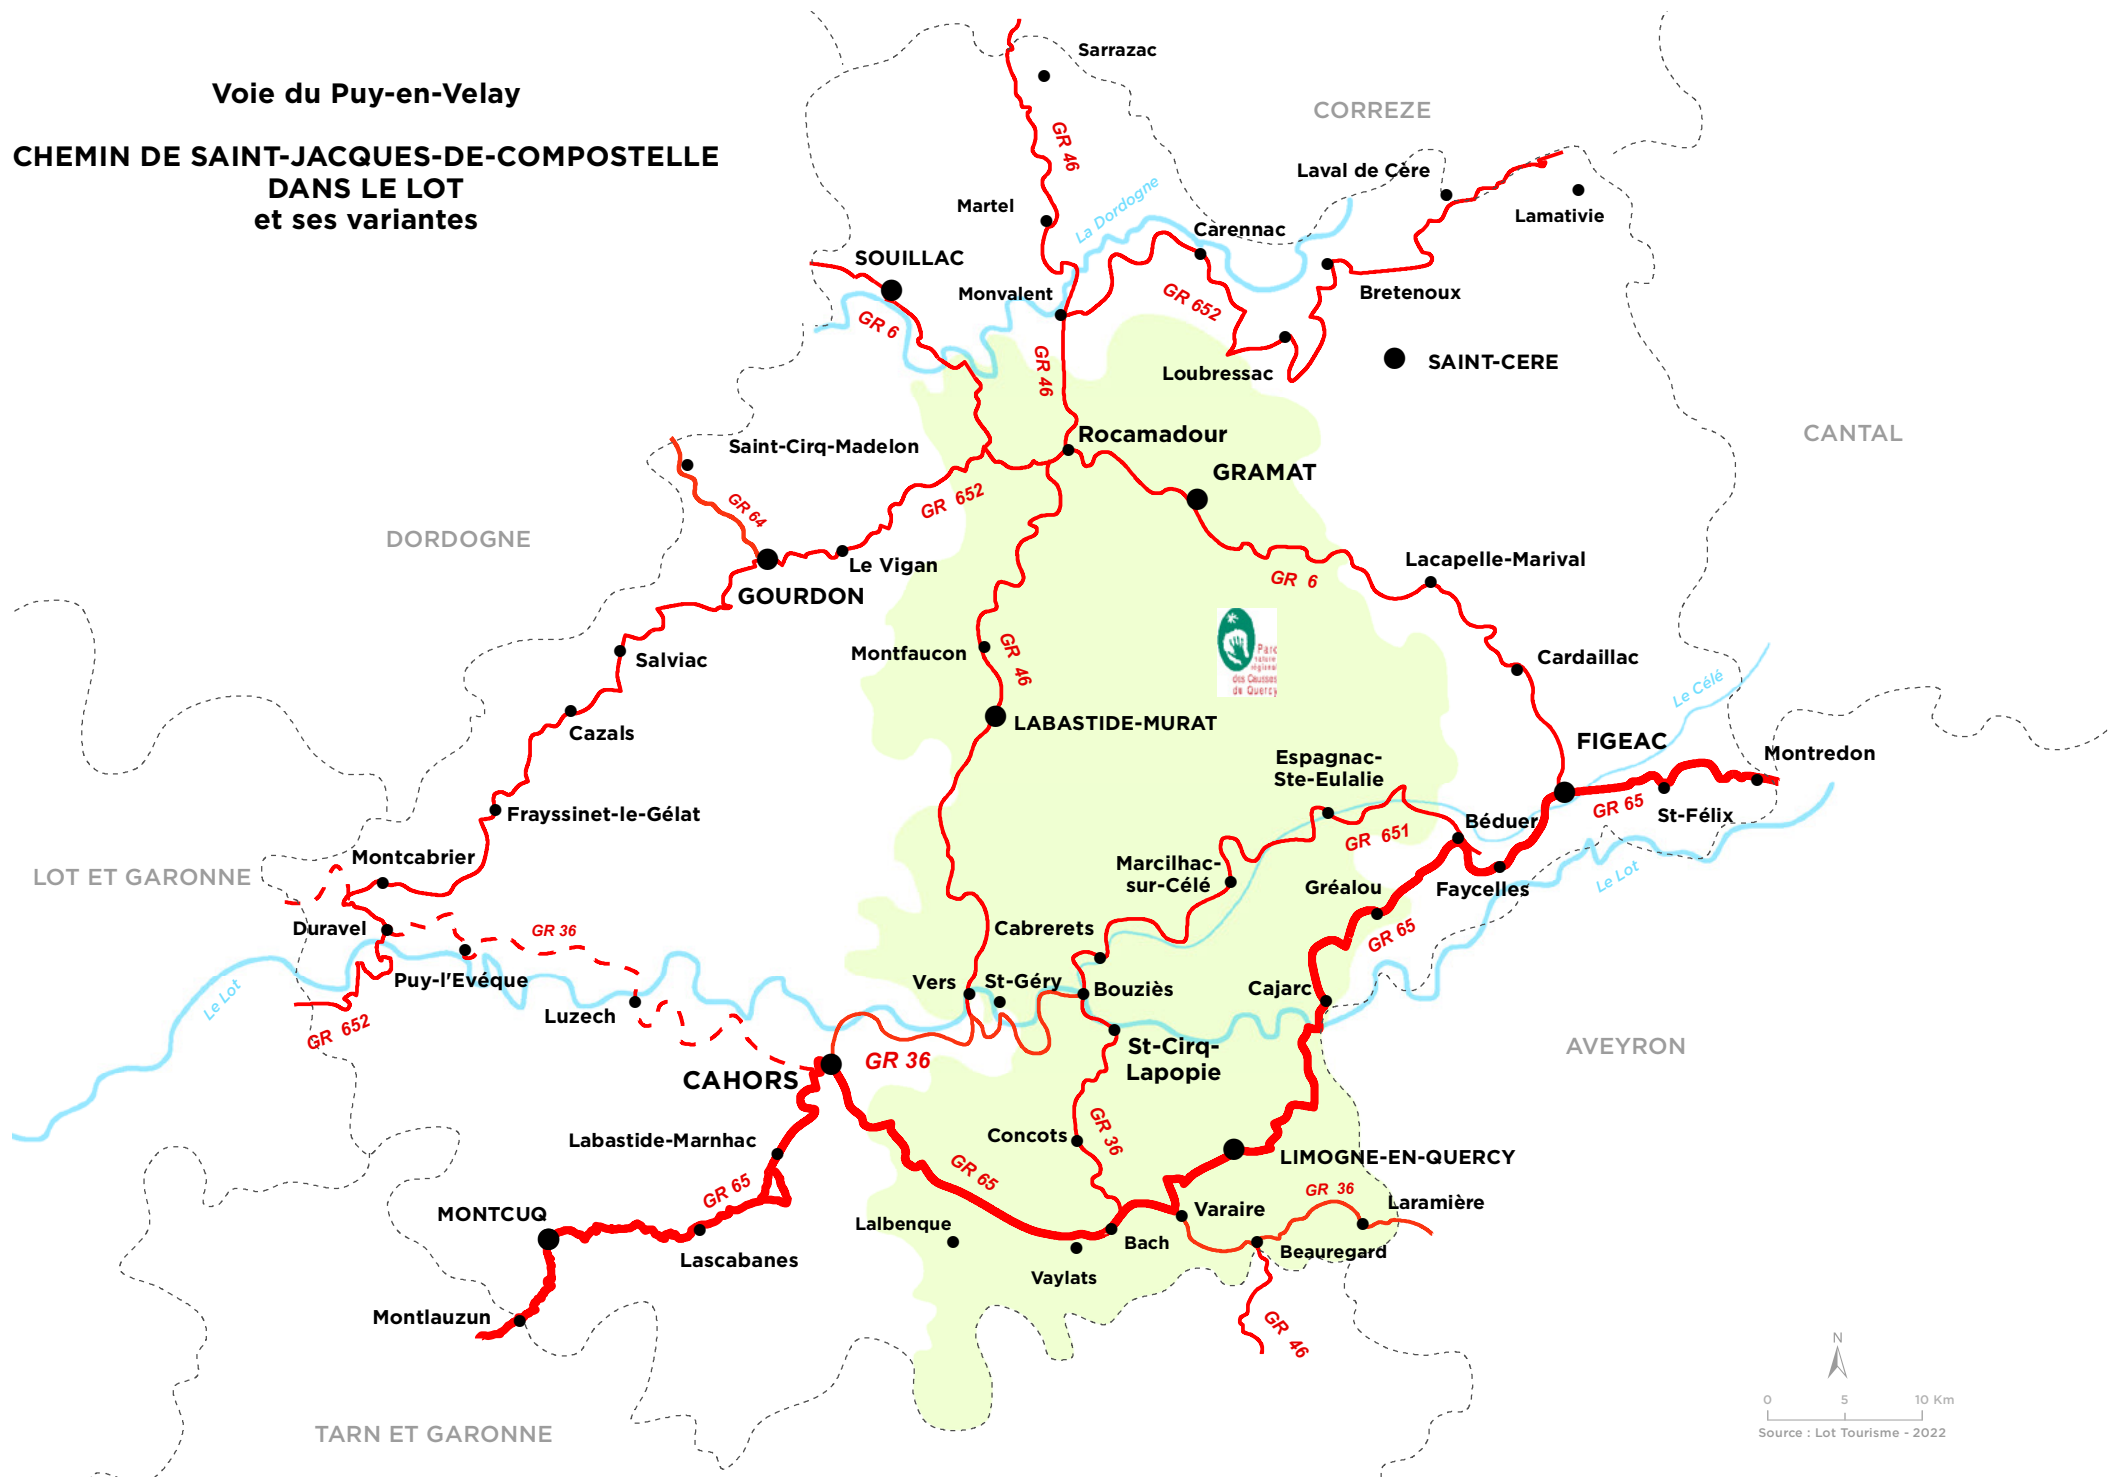 Voie du Puy-en-Velay
CHEMIN DE SAINT-JACQUES-DE-COMPOSTELLE
DANS LE LOT
et ses variantes
Sarrazac
CORREZE
GR 46
Laval de Cère
Lamativie
Martel
La Dordogne
Carennac
SOUILLAC
Monvalent
Bretenoux
GR 652
GR 6
GR 46
Loubressac
SAINT-CERE
Rocamadour
CANTAL
Saint-Cirq-Madelon
GRAMAT
GR 652
GR 64
DORDOGNE
Le Vigan
Lacapelle-Marival
GR 6
GOURDON
Montfaucon
GR 46
Salviac
Parc
naturel
régional
des Causses
de Quercy
Cardaillac
Le Célé
LABASTIDE-MURAT
Cazals
FIGEAC
Espagnac-
Ste-Eulalie
Montredon
GR 65
St-Félix
Frayssinet-le-Gélat
Béduer
GR 651
Montcabrier
Marcilhac-
sur-Célé
LOT ET GARONNE
Gréalou
Faycelles
Le Lot
Duravel
GR 36
Cabrerets
GR 65
Puy-l'Evéque
Vers
St-Géry
Bouziès
Cajarc
Le Lot
Luzech
GR 652
St-Cirq-
Lapopie
AVEYRON
GR 36
CAHORS
Concots
GR 36
Labastide-Marnhac
LIMOGNE-EN-QUERCY
GR 65
GR 65
GR 36
Laramière
MONTCUQ
Varaire
Lalbenque
Bach
Beauregard
Lascabanes
Vaylats
Montlauzun
GR 46
N
0 5 10 Km
Source : Lot Tourisme - 2022
TARN ET GARONNE